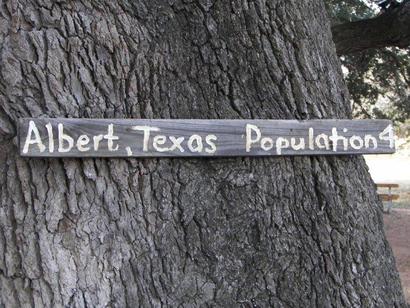 Albert, Texas Population 4